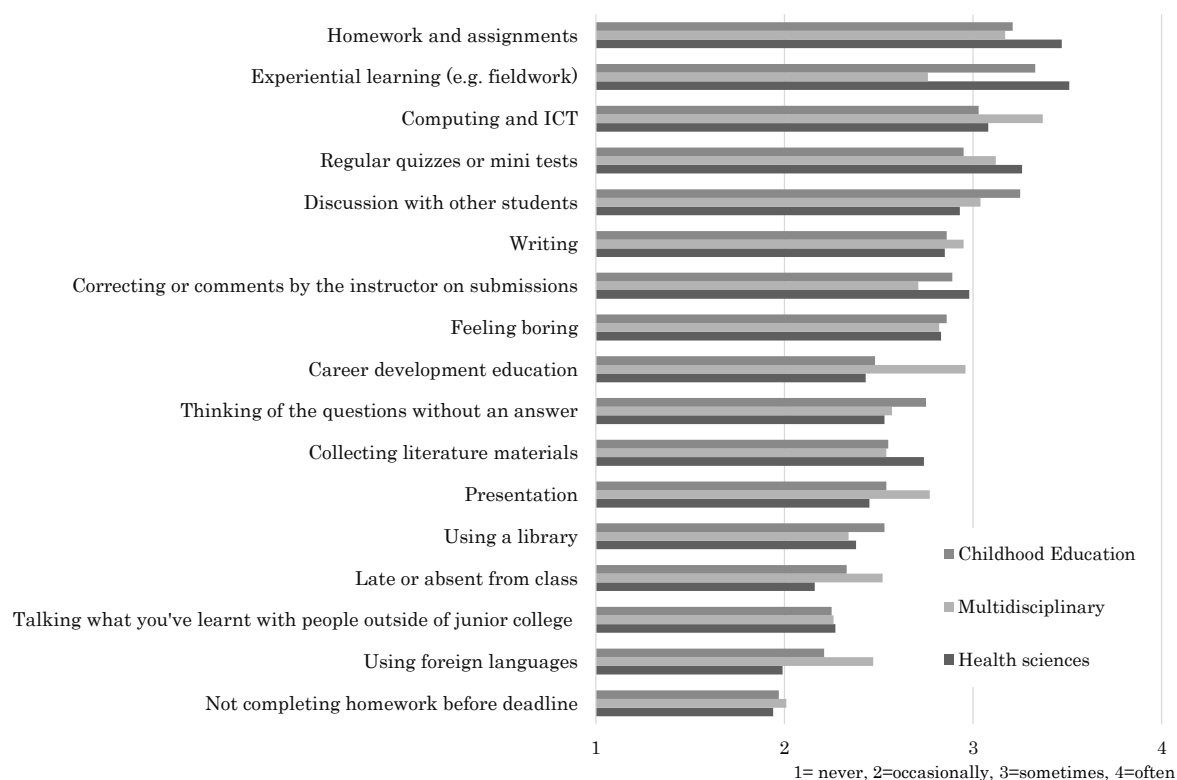 Homework and assignments
Experiential learning (e.g. fieldwork)
Computing and ICT
Regular quizzes or mini tests
Discussion with other students
Writing
Correcting or comments by the instructor on submissions
Feeling boring
Career development education
Thinking of the questions without an answer
Collecting literature materials
Presentation
Using a library
Late or absent from class
Talking what you've learnt with people outside of junior college
Using foreign languages
Not completing homework before deadline
Childhood Education
Multidisciplinary
Health sciences
1 2 3 4
1= never, 2=occasionally, 3=sometimes, 4=often